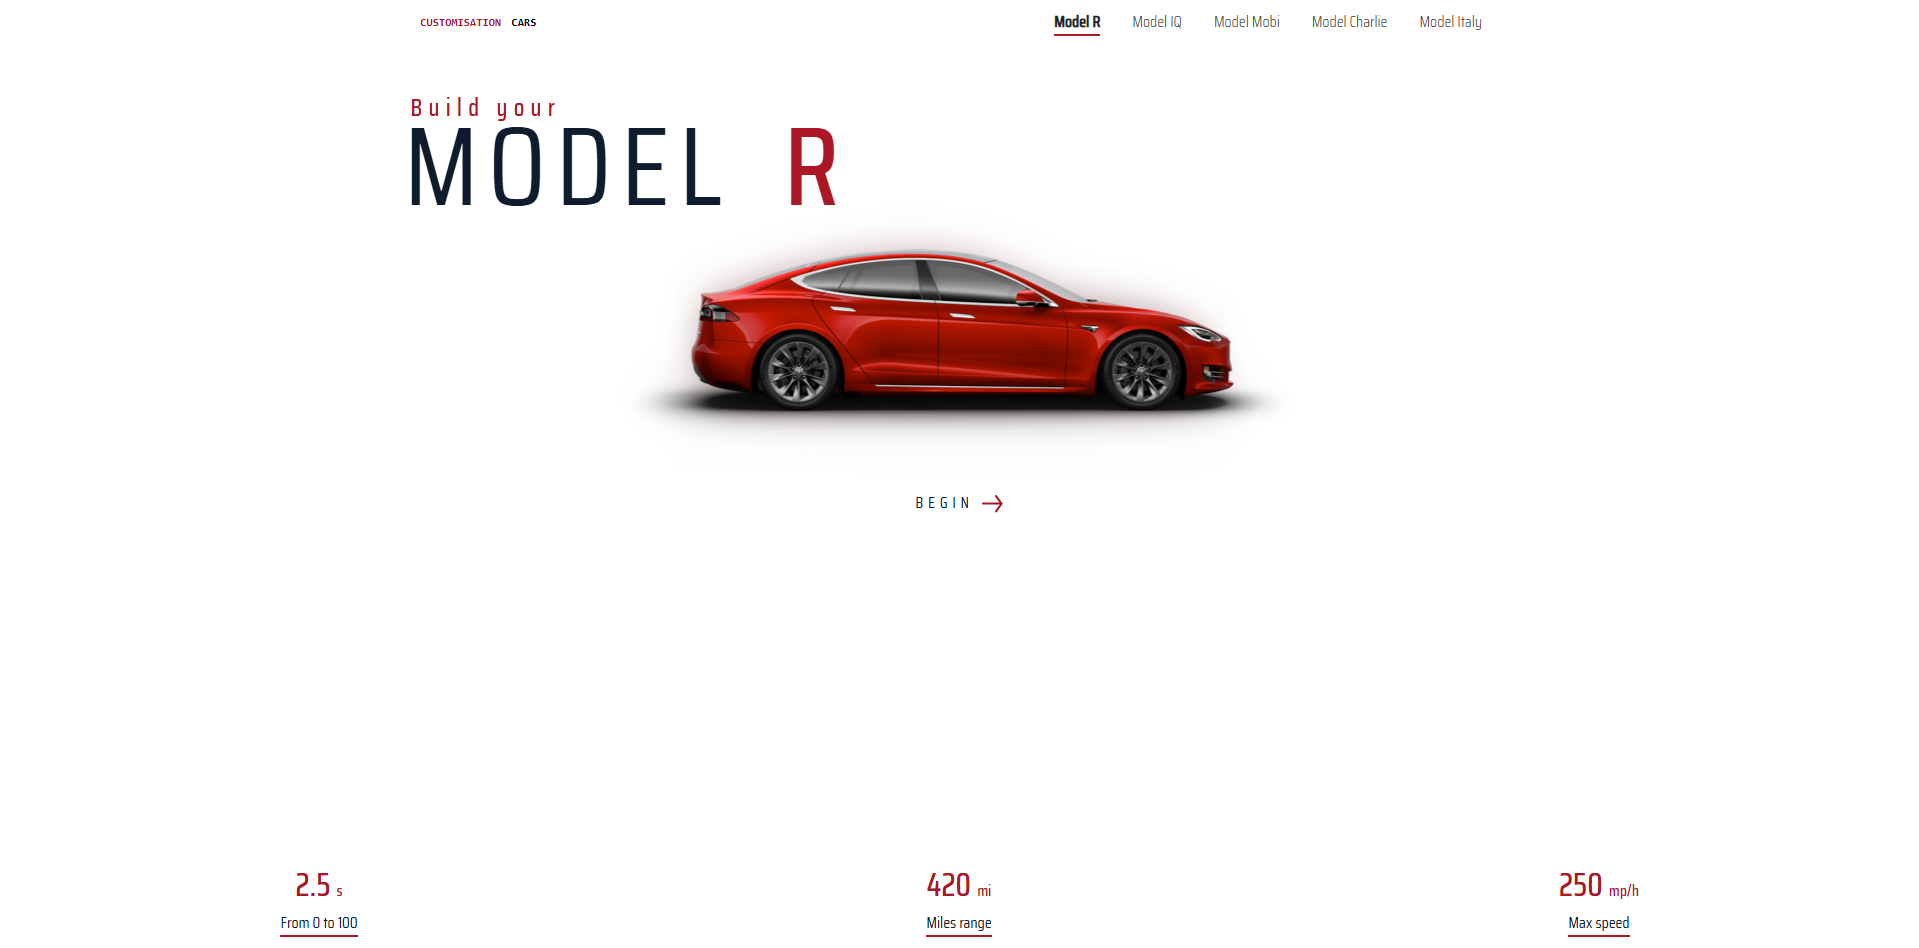 CUSTOMISATION CARS
Model R Model IQ Model Mobi Model Charlie Model Italy
Build your
MODEL R
BEGIN
2.5 s
From 0 to 100
420 mi
Miles range
250 mp/h
Max speed